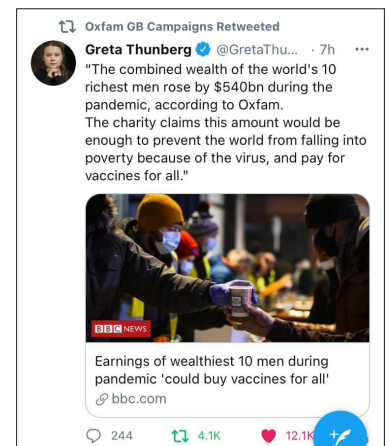 Oxfam GB Campaigns Retweeted
Greta Thunberg @GretaThu... · 7h
"The combined wealth of the world's 10
richest men rose by $540bn during the
pandemic, according to Oxfam.
The charity claims this amount would be
enough to prevent the world from falling into
poverty because of the virus, and pay for
vaccines for all."
BBC NEWS
Earnings of wealthiest 10 men during
pandemic 'could buy vaccines for all'
bbc.com
244 4.1K 12.1K